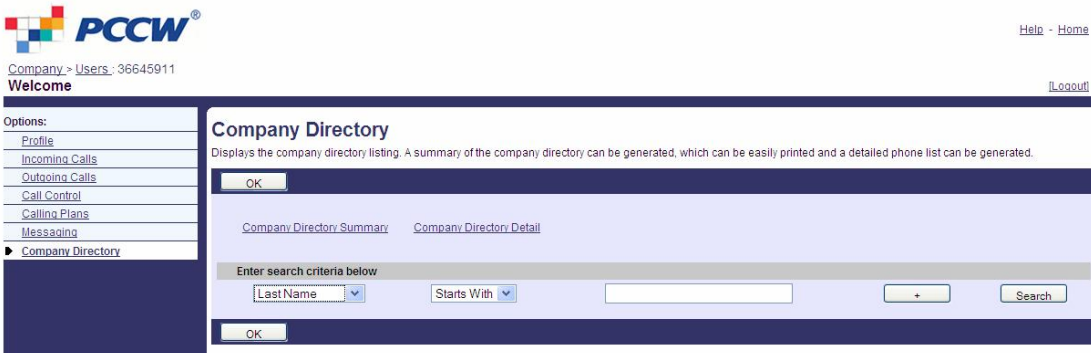 PCCW®
Help - Home
Company > Users : 36645911
Welcome
[Logout]
Options:
Profile
Incoming Calls
Outgoing Calls
Call Control
Calling Plans
Messaging
Company Directory
Company Directory
Displays the company directory listing. A summary of the company directory can be generated, which can be easily printed and a detailed phone list can be generated.
OK
Company Directory Summary Company Directory Detail
Enter search criteria below
Last Name Starts With + Search
OK